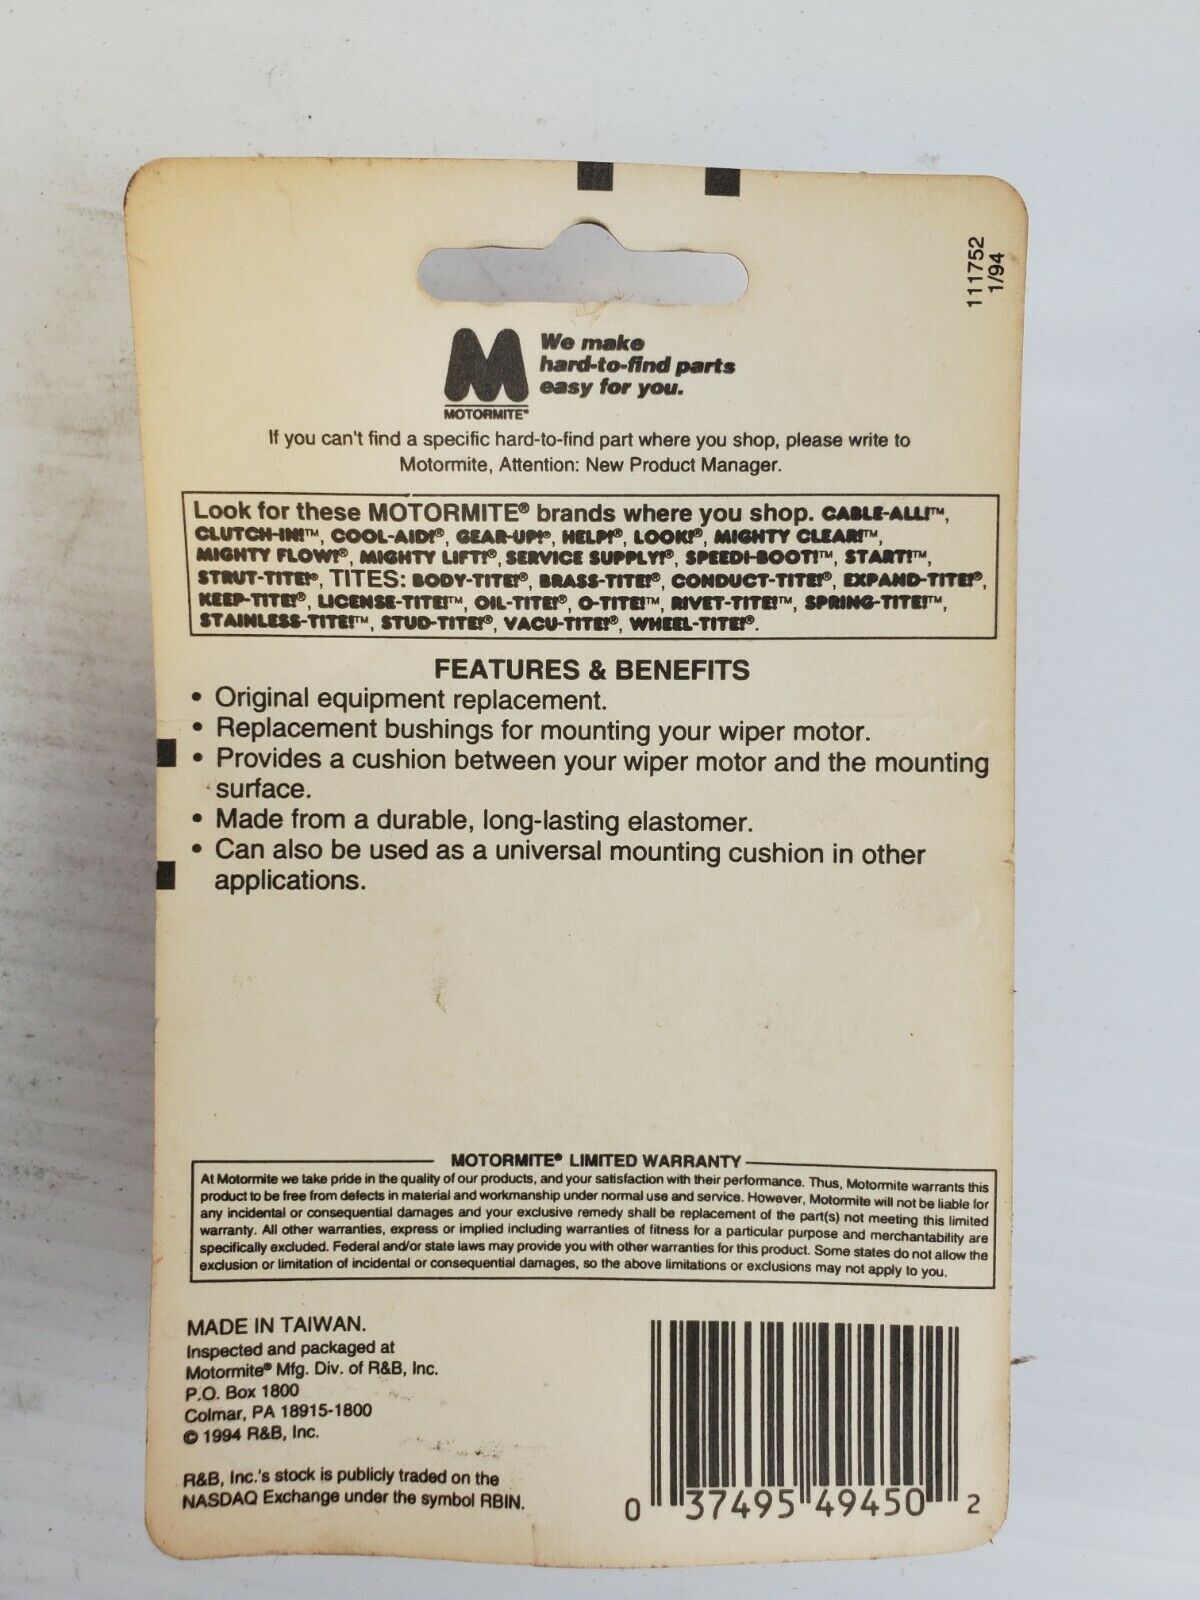 111752
1/94
M
MOTORMITE®
We make
hard-to-find parts
easy for you.
If you can't find a specific hard-to-find part where you shop, please write to
Motormite, Attention: New Product Manager.
Look for these MOTORMITE® brands where you shop. CABLE-ALL!™,
CLUTCH-IN!™, COOL-AID!®, GEAR-UP!®, HELP!®, LOOK!®, MIGHTY CLEAR!™,
MIGHTY FLOW!®, MIGHTY LIFT!®, SERVICE SUPPLY!®, SPEEDI-BOOT!™, START!™,
STRUT-TITE!®, TITES: BODY-TITE!®, BRASS-TITE!®, CONDUCT-TITE!®, EXPAND-TITE!®,
KEEP-TITE!®, LICENSE-TITE!™, OIL-TITE!®, O-TITE!™, RIVET-TITE!™, SPRING-TITE!™,
STAINLESS-TITE!™, STUD-TITE!®, VACU-TITE!®, WHEEL-TITE!®.
FEATURES & BENEFITS
• Original equipment replacement.
• Replacement bushings for mounting your wiper motor.
• Provides a cushion between your wiper motor and the mounting
surface.
• Made from a durable, long-lasting elastomer.
• Can also be used as a universal mounting cushion in other
applications.
MOTORMITE® LIMITED WARRANTY
At Motormite we take pride in the quality of our products, and your satisfaction with their performance. Thus, Motormite warrants this
product to be free from defects in material and workmanship under normal use and service. However, Motormite will not be liable for
any incidental or consequential damages and your exclusive remedy shall be replacement of the part(s) not meeting this limited
warranty. All other warranties, express or implied including warranties of fitness for a particular purpose and merchantability are
specifically excluded. Federal and/or state laws may provide you with other warranties for this product. Some states do not allow the
exclusion or limitation of incidental or consequential damages, so the above limitations or exclusions may not apply to you.
MADE IN TAIWAN.
Inspected and packaged at
Motormite® Mfg. Div. of R&B, Inc.
P.O. Box 1800
Colmar, PA 18915-1800
© 1994 R&B, Inc.
R&B, Inc.'s stock is publicly traded on the
NASDAQ Exchange under the symbol RBIN.
0 37495 49450 2